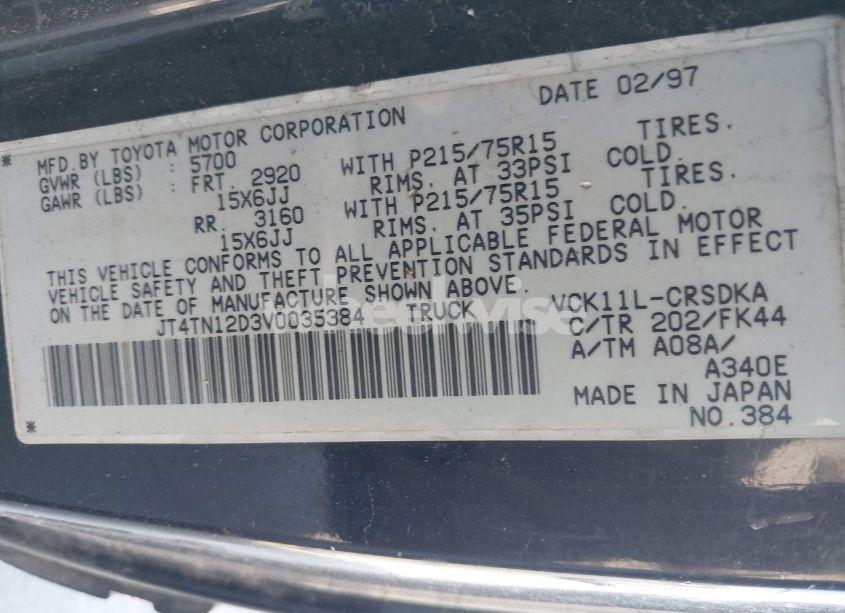 DATE 02/97
* MFD.BY TOYOTA MOTOR CORPORATION
GVWR (LBS) : 5700
GAWR (LBS) : FRT. 2920 WITH P215/75R15 TIRES.
15X6JJ RIMS. AT 33PSI COLD.
RR. 3160 WITH P215/75R15 TIRES.
15X6JJ RIMS. AT 35PSI COLD.
THIS VEHICLE CONFORMS TO ALL APPLICABLE FEDERAL MOTOR
VEHICLE SAFETY AND THEFT PREVENTION STANDARDS IN EFFECT
ON THE DATE OF MANUFACTURE SHOWN ABOVE.
JT4TN12D3V0035384 TRUCK VCK11L-CRSDKA
C/TR 202/FK44
A/TM A08A/
A340E
MADE IN JAPAN
* NO.384